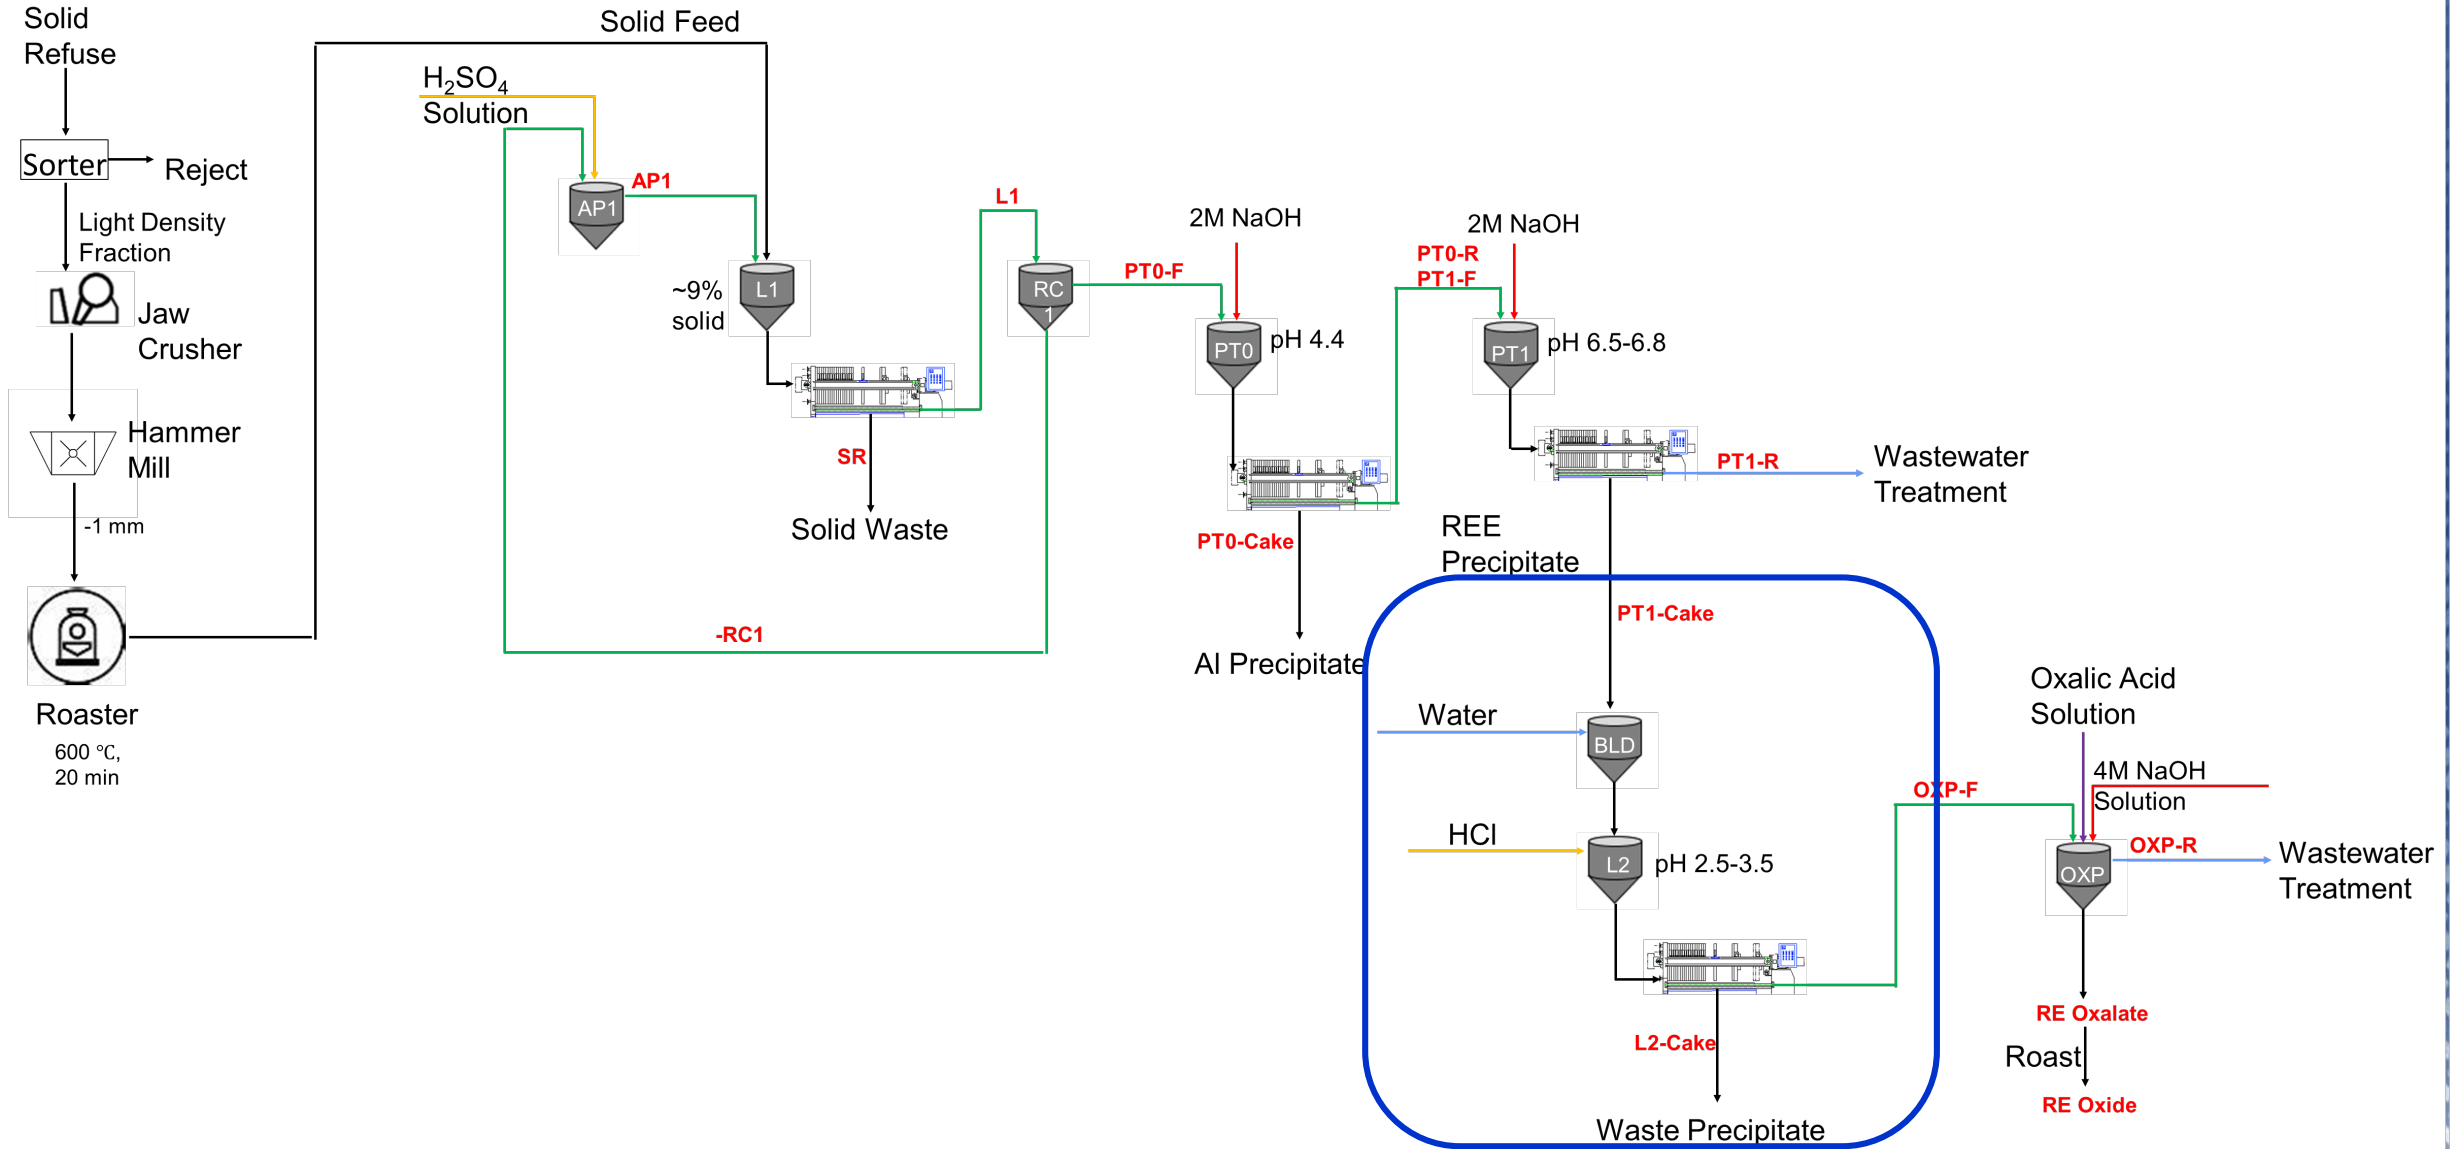 Solid
Refuse
Sorter
Reject
Light Density
Fraction
Jaw
Crusher
Hammer
Mill
-1 mm
Roaster
600 ℃,
20 min
Solid Feed
H₂SO₄
Solution
AP1
AP1
L1
~9%
solid
SR
Solid Waste
L1
RC
1
-RC1
PT0-F
2M NaOH
PT0
pH 4.4
PT0-Cake
Al Precipitate
PT0-R
PT1-F
2M NaOH
PT1
pH 6.5-6.8
PT1-R
Wastewater
Treatment
REE
Precipitate
PT1-Cake
Water
BLD
HCl
L2
pH 2.5-3.5
L2-Cake
Waste Precipitate
OXP-F
Oxalic Acid
Solution
4M NaOH
Solution
OXP
OXP-R
Wastewater
Treatment
RE Oxalate
Roast
RE Oxide